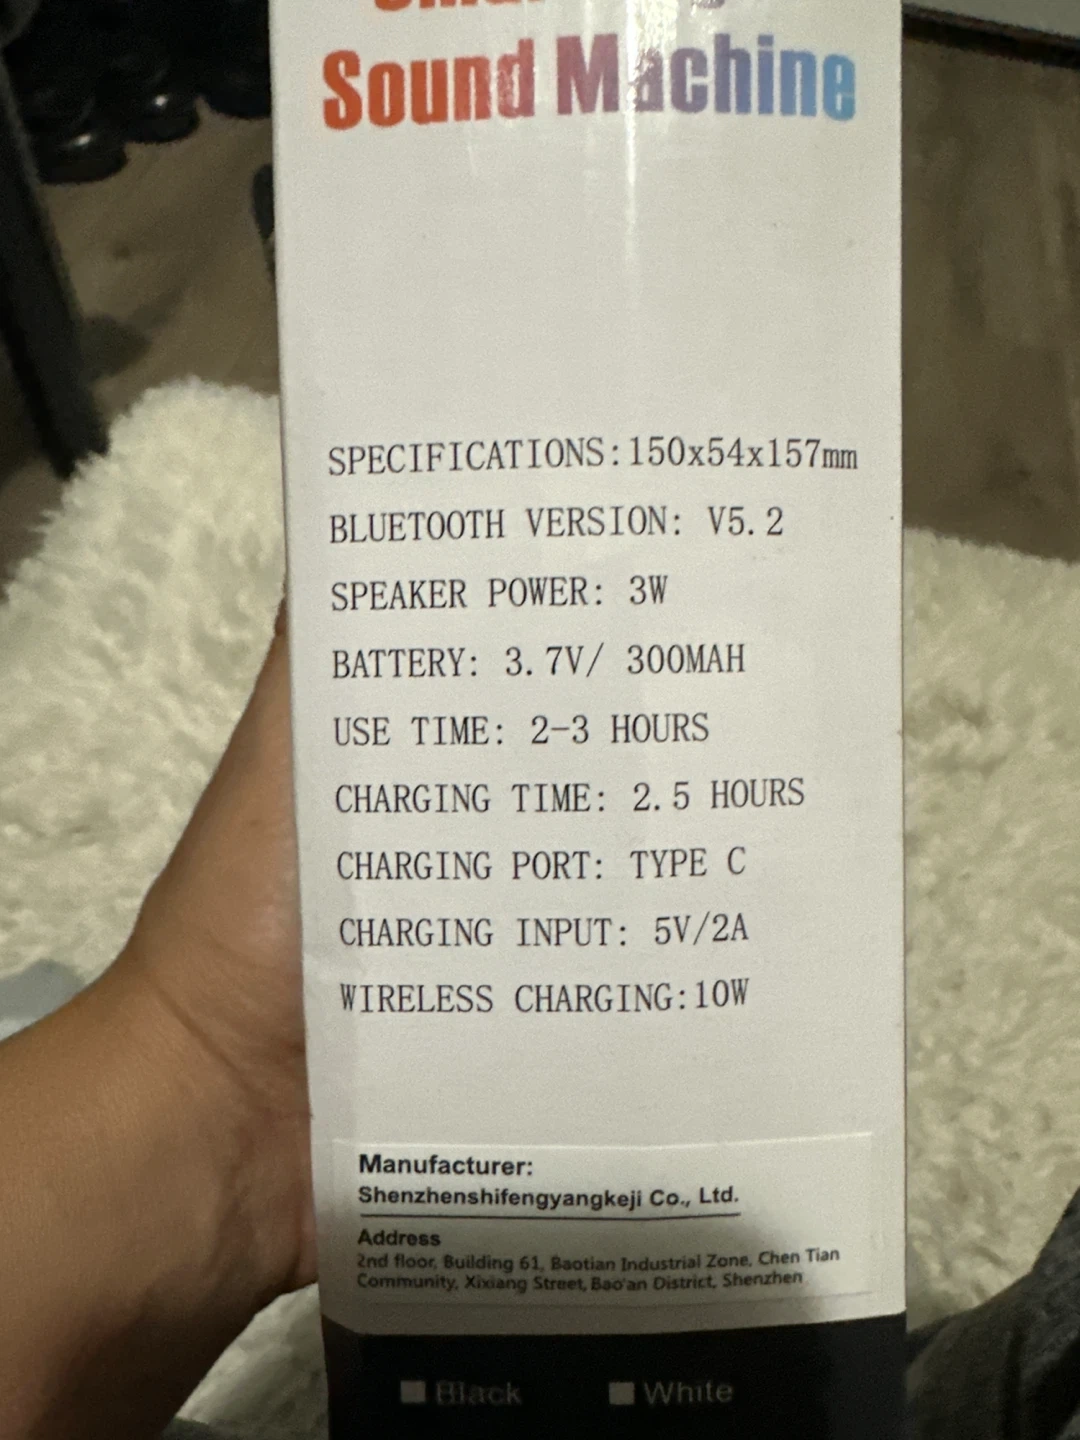 Sound Machine
SPECIFICATIONS:150x54x157mm
BLUETOOTH VERSION: V5.2
SPEAKER POWER: 3W
BATTERY: 3.7V/ 300MAH
USE TIME: 2-3 HOURS
CHARGING TIME: 2.5 HOURS
CHARGING PORT: TYPE C
CHARGING INPUT: 5V/2A
WIRELESS CHARGING:10W
Manufacturer:
Shenzhenshifengyangkeji Co., Ltd.
Address
2nd floor, Building 61, Baotian Industrial Zone, Chen Tian
Community, Xixiang Street, Bao'an District, Shenzhen
Black White